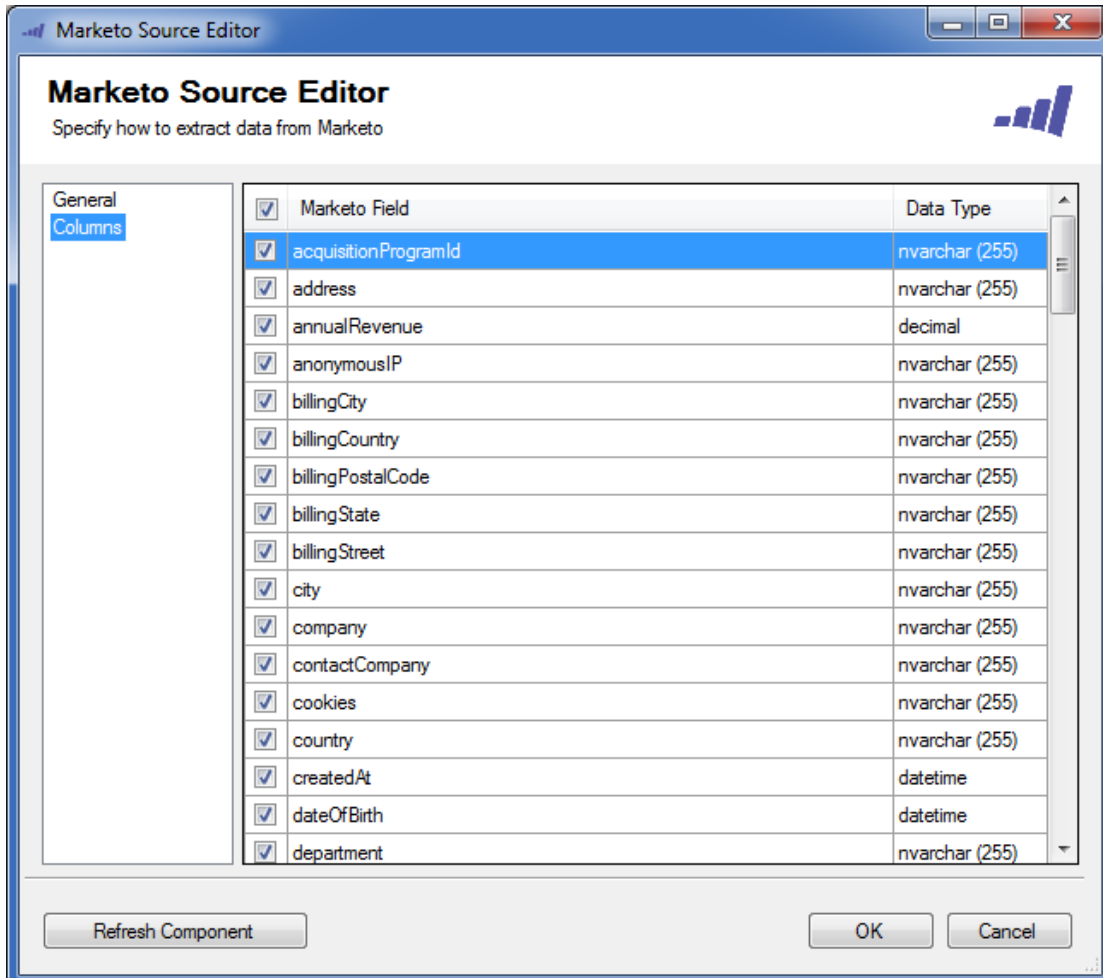 Marketo Source Editor
Marketo Source Editor
Specify how to extract data from Marketo
General
Columns
Marketo Field Data Type
acquisitionProgramId nvarchar (255)
address nvarchar (255)
annualRevenue decimal
anonymousIP nvarchar (255)
billingCity nvarchar (255)
billingCountry nvarchar (255)
billingPostalCode nvarchar (255)
billingState nvarchar (255)
billingStreet nvarchar (255)
city nvarchar (255)
company nvarchar (255)
contactCompany nvarchar (255)
cookies nvarchar (255)
country nvarchar (255)
createdAt datetime
dateOfBirth datetime
department nvarchar (255)
Refresh Component OK Cancel